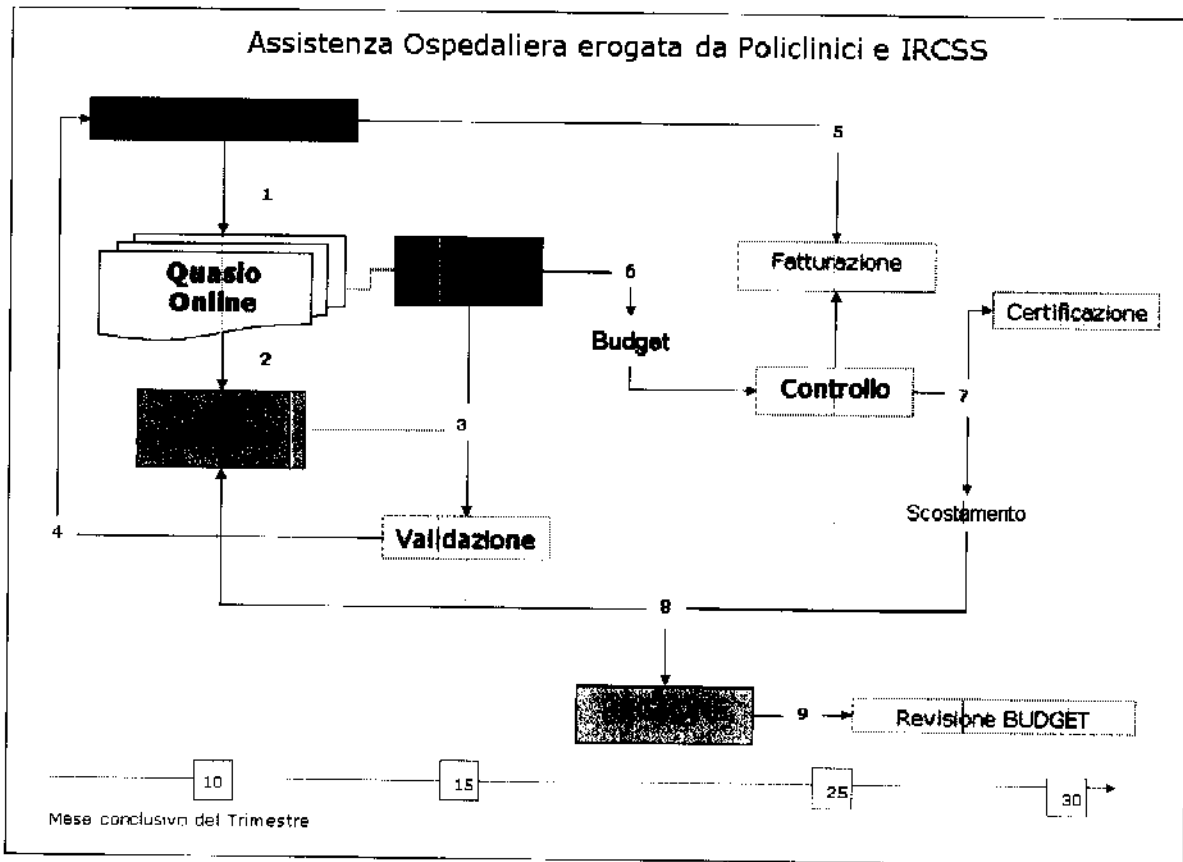 Assistenza Ospedaliera erogata da Policlinici e IRCSS
5
1
Quasio
Online
6
Fatturazione
Certificazione
Budget
2
Controllo
7
3
Scostamento
4
Validazione
8
9
Revisione BUDGET
10
15
25
30
Mese conclusivo del Trimestre